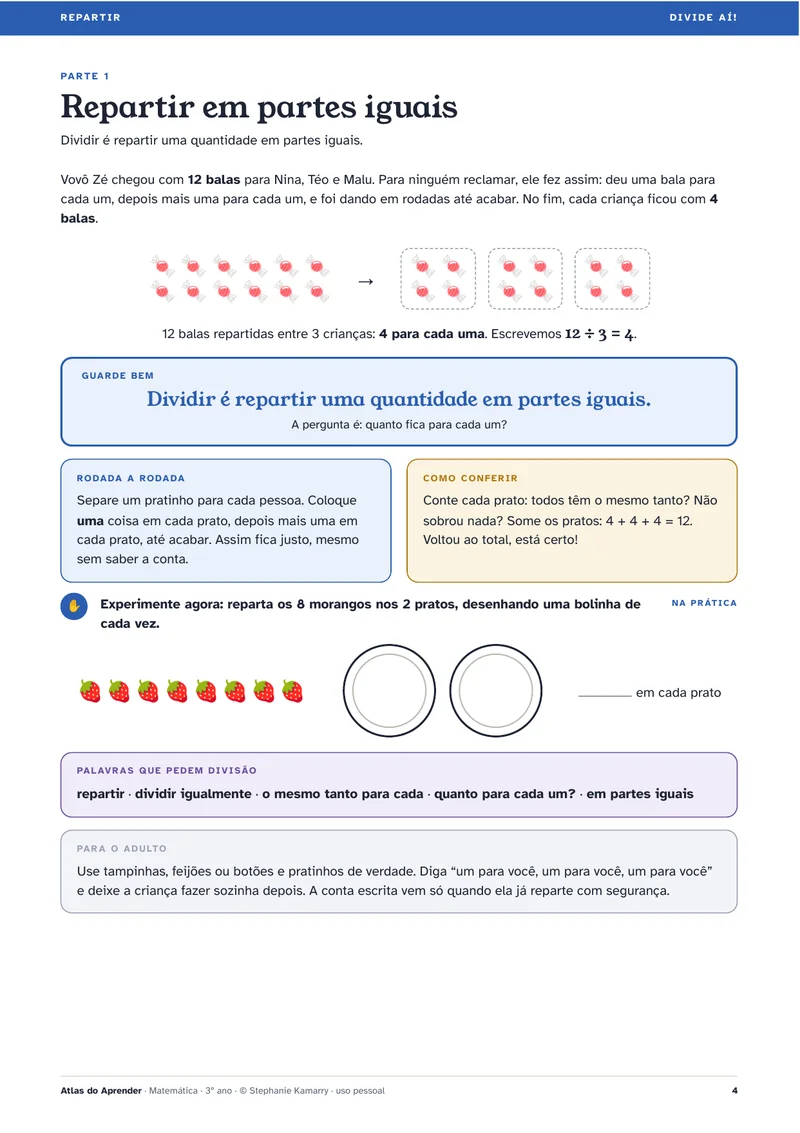 REPARTIR
DIVIDE AÍ!
PARTE 1
Repartir em partes iguais
Dividir é repartir uma quantidade em partes iguais.
Vovô Zé chegou com 12 balas para Nina, Téo e Malu. Para ninguém reclamar, ele fez assim: deu uma bala para
cada um, depois mais uma para cada um, e foi dando em rodadas até acabar. No fim, cada criança ficou com 4
balas.
→
12 balas repartidas entre 3 crianças: 4 para cada uma. Escrevemos 12 ÷ 3 = 4.
GUARDE BEM
Dividir é repartir uma quantidade em partes iguais.
A pergunta é: quanto fica para cada um?
RODADA A RODADA
Separe um pratinho para cada pessoa. Coloque
uma coisa em cada prato, depois mais uma em
cada prato, até acabar. Assim fica justo, mesmo
sem saber a conta.
COMO CONFERIR
Conte cada prato: todos têm o mesmo tanto? Não
sobrou nada? Some os pratos: 4 + 4 + 4 = 12.
Voltou ao total, está certo!
Experimente agora: reparta os 8 morangos nos 2 pratos, desenhando uma bolinha de
cada vez.
NA PRÁTICA
________ em cada prato
PALAVRAS QUE PEDEM DIVISÃO
repartir · dividir igualmente · o mesmo tanto para cada · quanto para cada um? · em partes iguais
PARA O ADULTO
Use tampinhas, feijões ou botões e pratinhos de verdade. Diga “um para você, um para você, um para você”
e deixe a criança fazer sozinha depois. A conta escrita vem só quando ela já reparte com segurança.
Atlas do Aprender · Matemática · 3º ano · © Stephanie Kamarry · uso pessoal
4